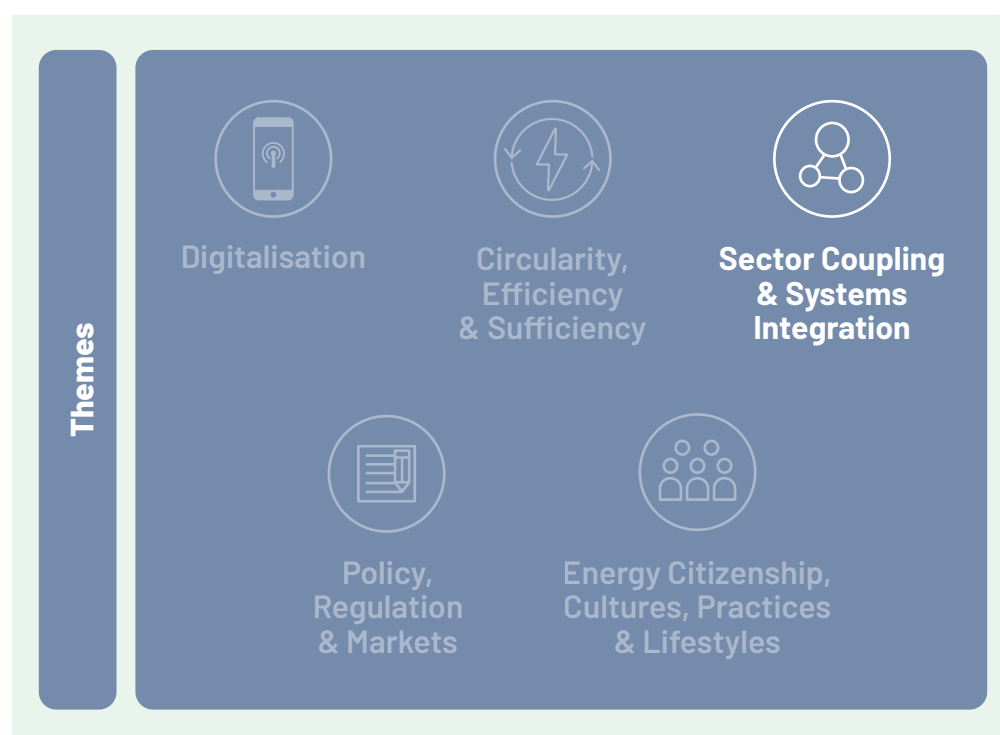 Themes
Digitalisation
Circularity,
Efficiency
& Sufficiency
Sector Coupling
& Systems
Integration
Policy,
Regulation
& Markets
Energy Citizenship,
Cultures, Practices
& Lifestyles